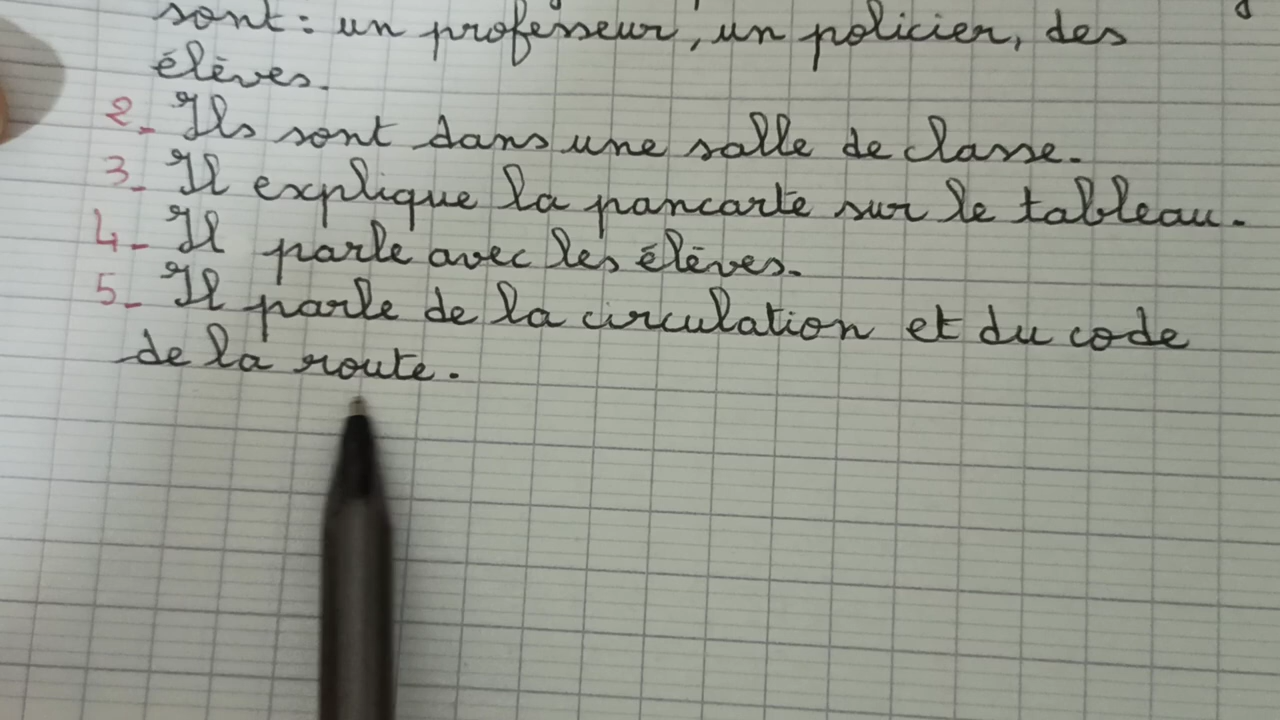 sont : un professeur, un policier, des
élèves.
2- Ils sont dans une salle de classe.
3- Il explique la pancarte sur le tableau.
4- Il parle avec les élèves.
5- Il parle de la circulation et du code
de la route.